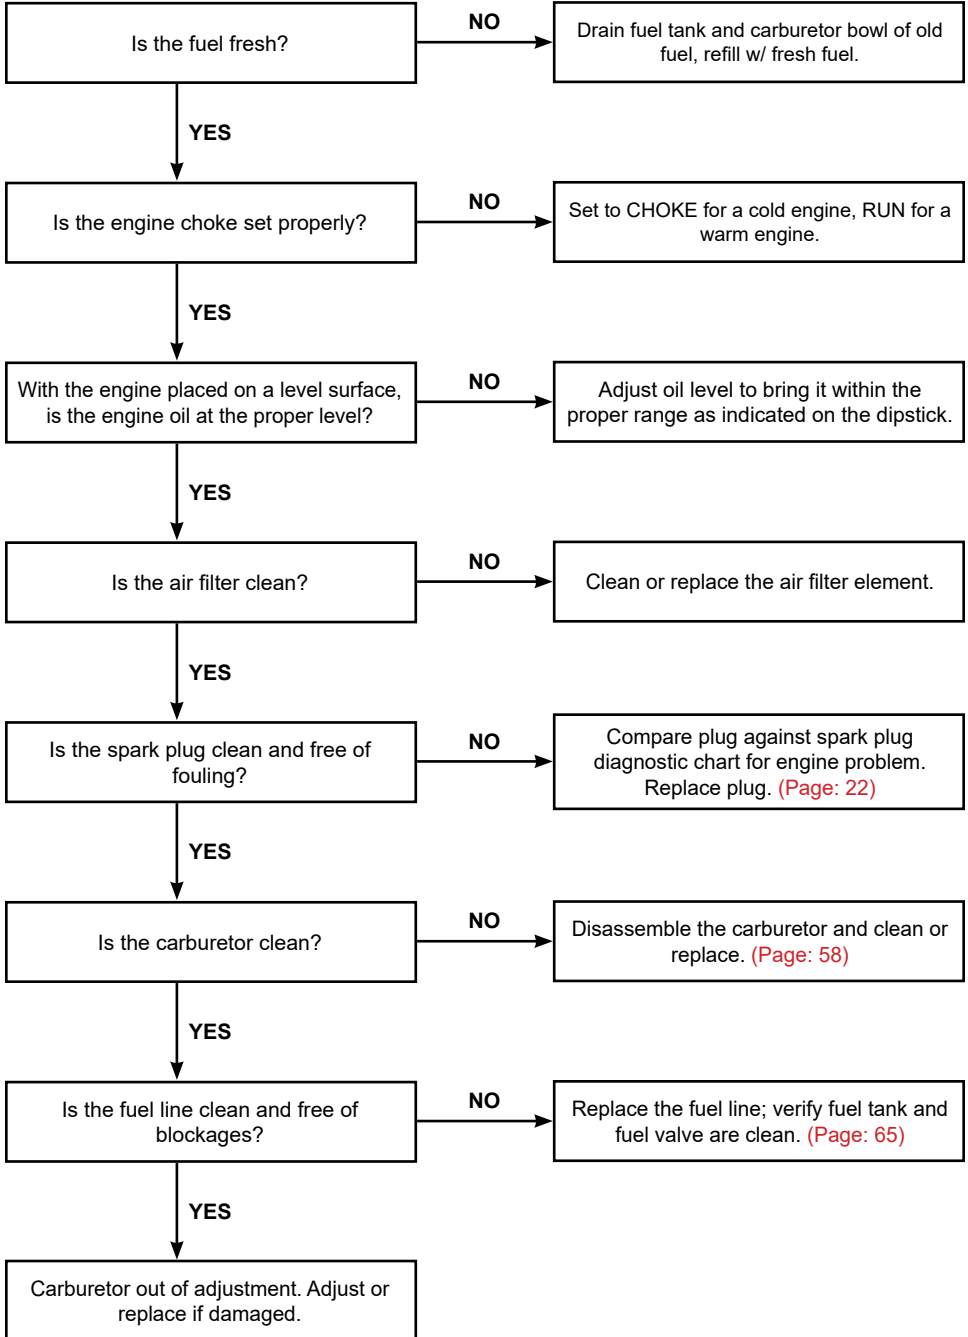 Is the fuel fresh?
NO
Drain fuel tank and carburetor bowl of old
fuel, refill w/ fresh fuel.
YES
Is the engine choke set properly?
NO
Set to CHOKE for a cold engine, RUN for a
warm engine.
YES
With the engine placed on a level surface,
is the engine oil at the proper level?
NO
Adjust oil level to bring it within the
proper range as indicated on the dipstick.
YES
Is the air filter clean?
NO
Clean or replace the air filter element.
YES
Is the spark plug clean and free of
fouling?
NO
Compare plug against spark plug
diagnostic chart for engine problem.
Replace plug. (Page: 22)
YES
Is the carburetor clean?
NO
Disassemble the carburetor and clean or
replace. (Page: 58)
YES
Is the fuel line clean and free of
blockages?
NO
Replace the fuel line; verify fuel tank and
fuel valve are clean. (Page: 65)
YES
Carburetor out of adjustment. Adjust or
replace if damaged.